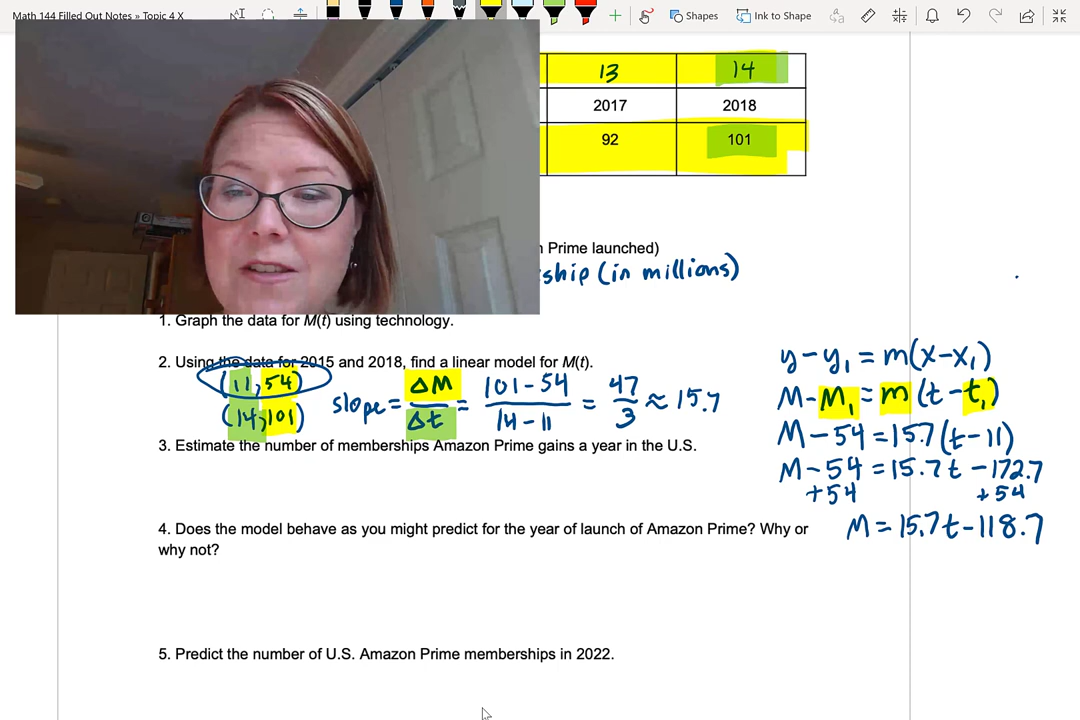 Math 144 Filled Out Notes » Topic 4 X
Shapes
Ink to Shape
13 14
2017 2018
92 101
Prime launched)
ship (in millions)
1. Graph the data for M(t) using technology.
2. Using the data for 2015 and 2018, find a linear model for M(t).
(11, 54)
(14, 101)
slope = ΔM/Δt = 101-54/14-11 = 47/3 ≈ 15.7
3. Estimate the number of memberships Amazon Prime gains a year in the U.S.
4. Does the model behave as you might predict for the year of launch of Amazon Prime? Why or
why not?
5. Predict the number of U.S. Amazon Prime memberships in 2022.
y-y₁ = m(x-x₁)
M-M₁ = m(t-t₁)
M-54 = 15.7(t-11)
M-54 = 15.7t-172.7
+54 +54
M = 15.7t-118.7